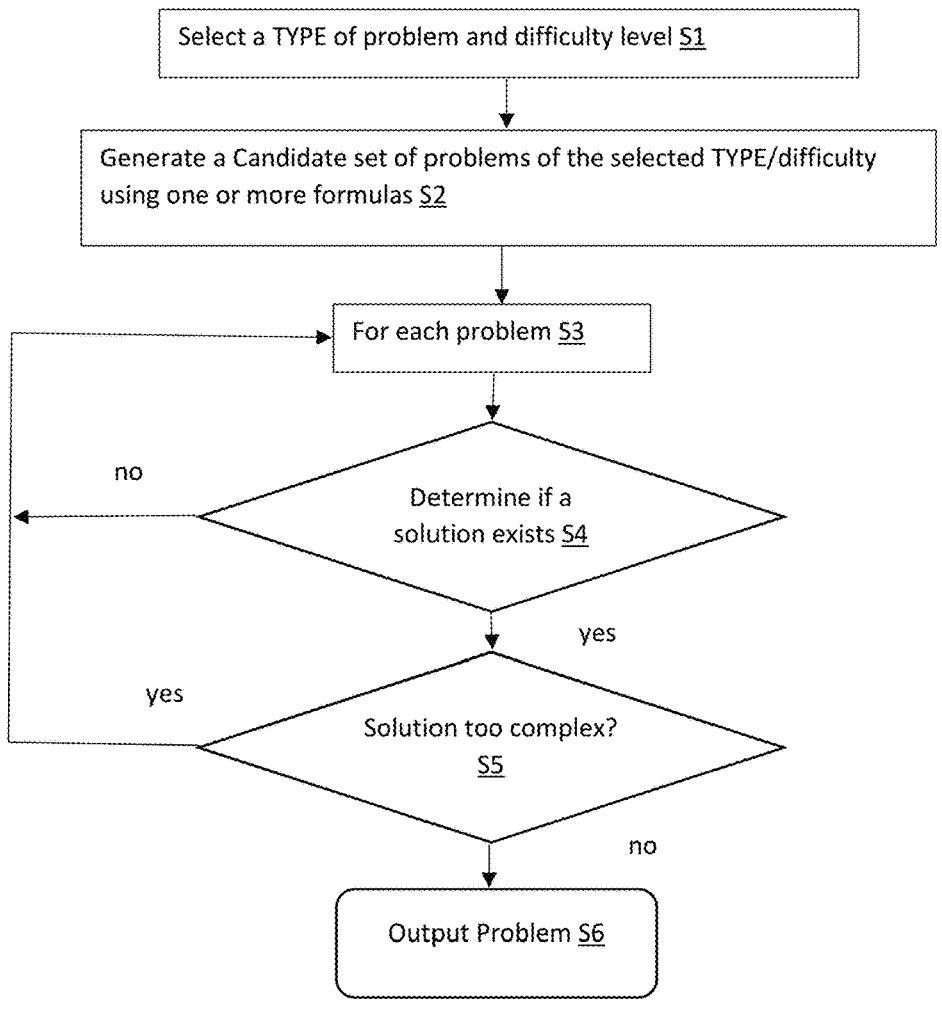 Select a TYPE of problem and difficulty level S1
Generate a Candidate set of problems of the selected TYPE/difficulty
using one or more formulas S2
For each problem S3
no
Determine if a
solution exists S4
yes
yes
Solution too complex?
S5
no
Output Problem S6